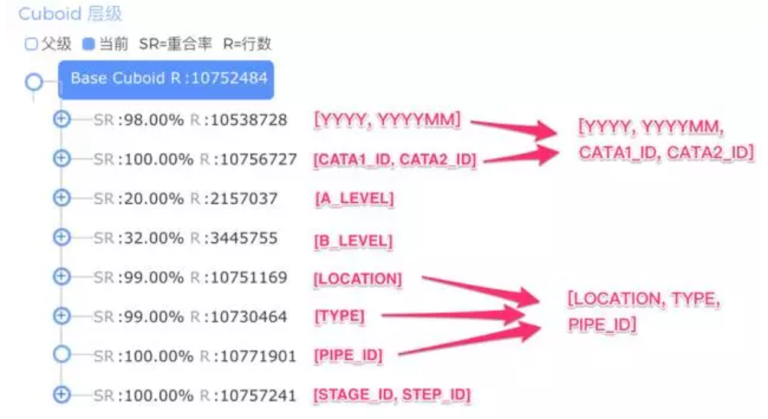 Cuboid 层级
父级 当前 SR=重合率 R=行数
Base Cuboid R :10752484
SR :98.00% R :10538728 [YYYY, YYYYMM]
[YYYY, YYYYMM,
CATA1_ID, CATA2_ID]
SR :100.00% R :10756727 [CATA1_ID, CATA2_ID]
SR :20.00% R :2157037 [A_LEVEL]
SR :32.00% R :3445755 [B_LEVEL]
SR :99.00% R :10751169 [LOCATION]
SR :99.00% R :10730464 [TYPE]
[LOCATION, TYPE,
PIPE_ID]
SR :100.00% R :10771901 [PIPE_ID]
SR :100.00% R :10757241 [STAGE_ID, STEP_ID]